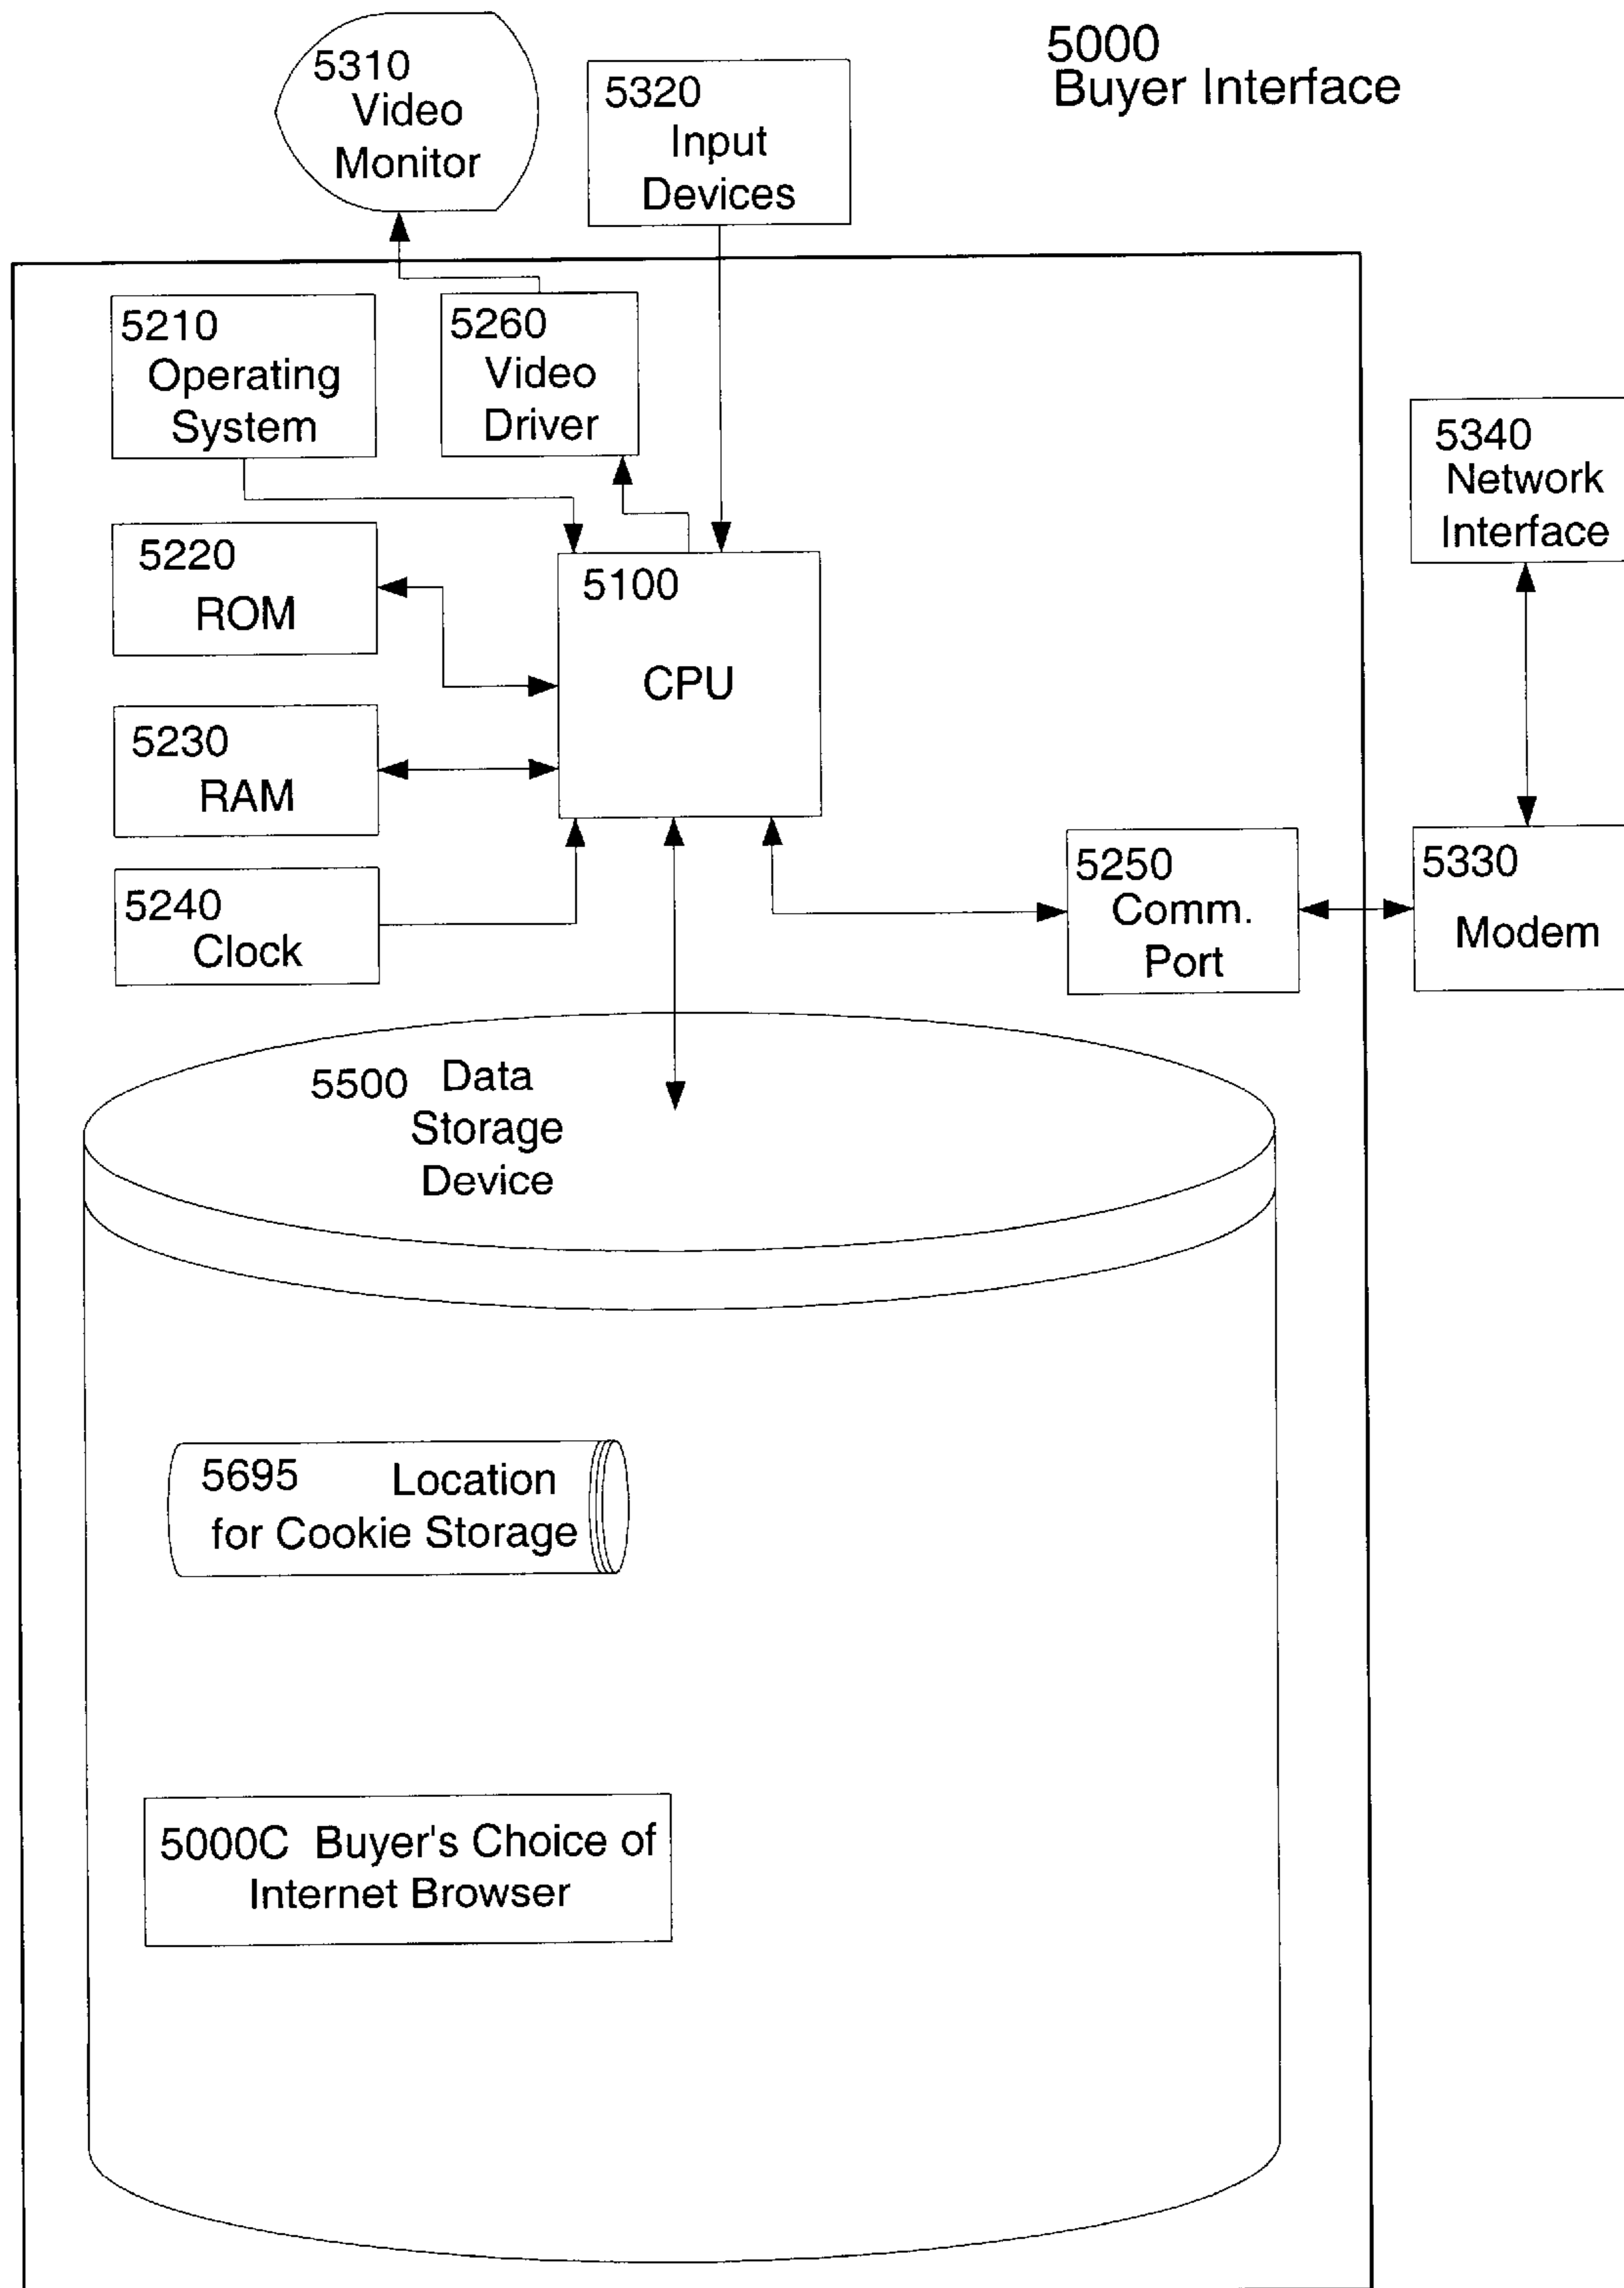 5000
Buyer Interface
5310
Video
Monitor
5320
Input
Devices
5210
Operating
System
5260
Video
Driver
5340
Network
Interface
5220
ROM
5100
CPU
5230
RAM
5240
Clock
5250
Comm.
Port
5330
Modem
5500 Data
Storage
Device
5695 Location
for Cookie Storage
5000C Buyer's Choice of
Internet Browser